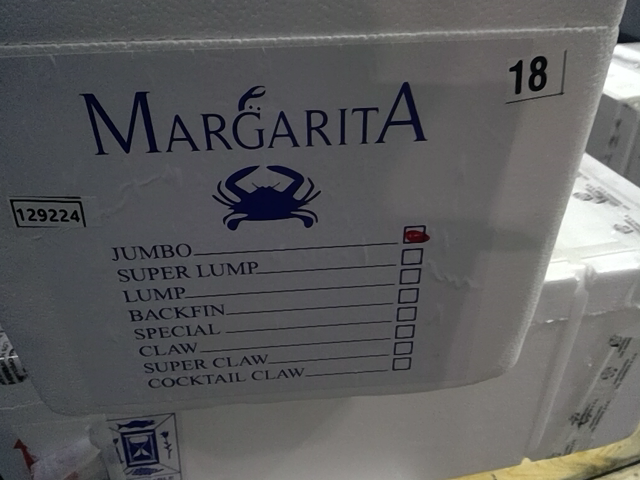 18
MARGARITA
129224
JUMBO
SUPER LUMP
LUMP
BACKFIN
SPECIAL
CLAW
SUPER CLAW
COCKTAIL CLAW